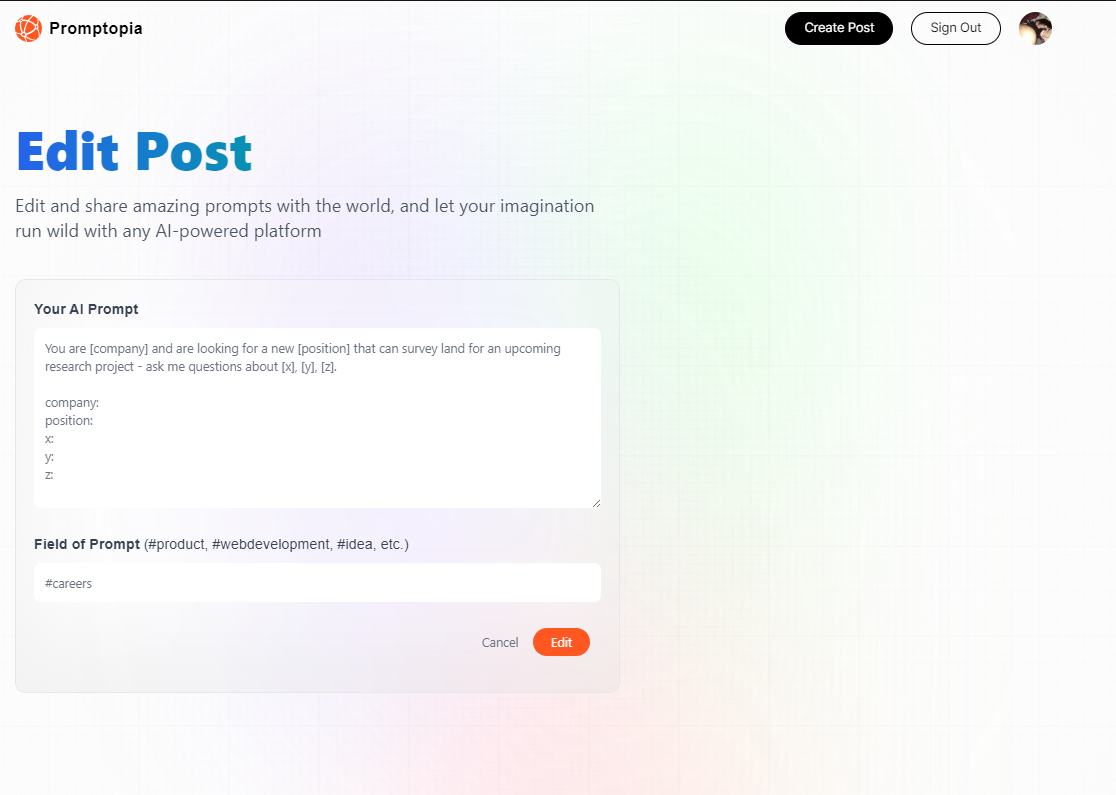 Promptopia
Create Post
Sign Out
Edit Post
Edit and share amazing prompts with the world, and let your imagination
run wild with any AI-powered platform
Your AI Prompt
You are [company] and are looking for a new [position] that can survey land for an upcoming
research project - ask me questions about [x], [y], [z].
company:
position:
x:
y:
z:
Field of Prompt (#product, #webdevelopment, #idea, etc.)
#careers
Cancel
Edit